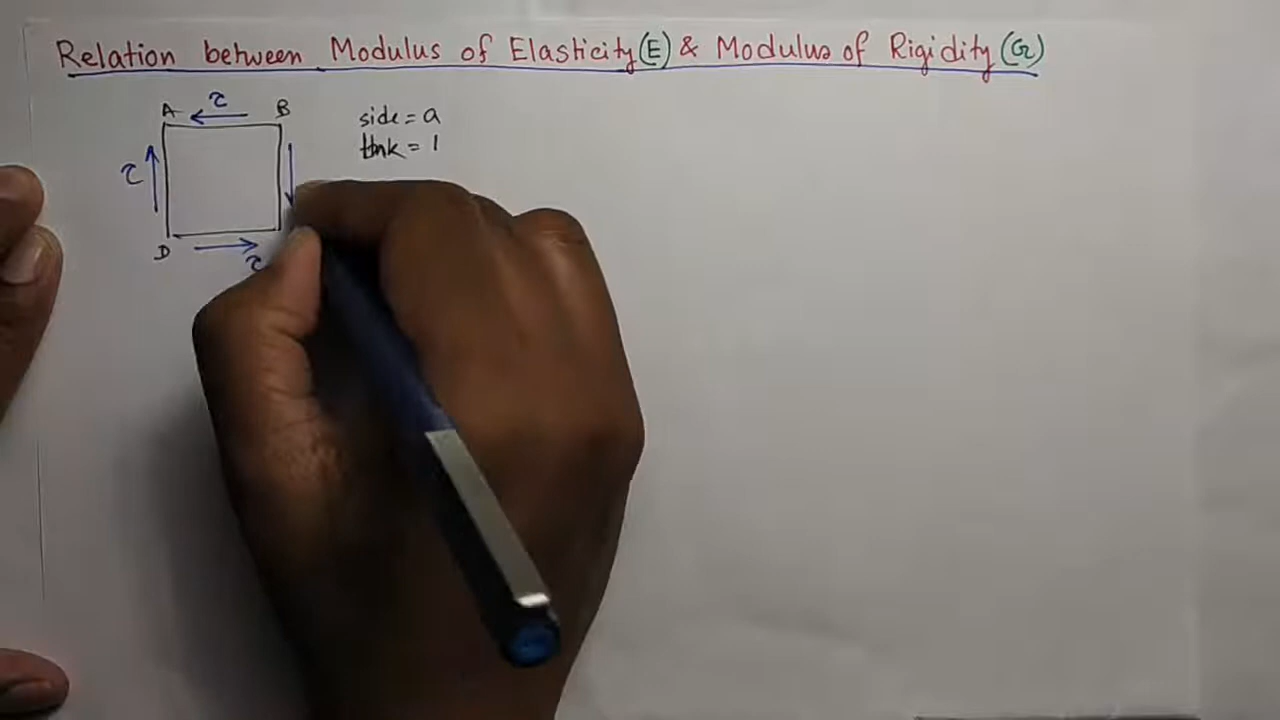 Relation between Modulus of Elasticity (E) & Modulus of Rigidity (G)
A τ B
side = a
thk = 1
τ
D τ